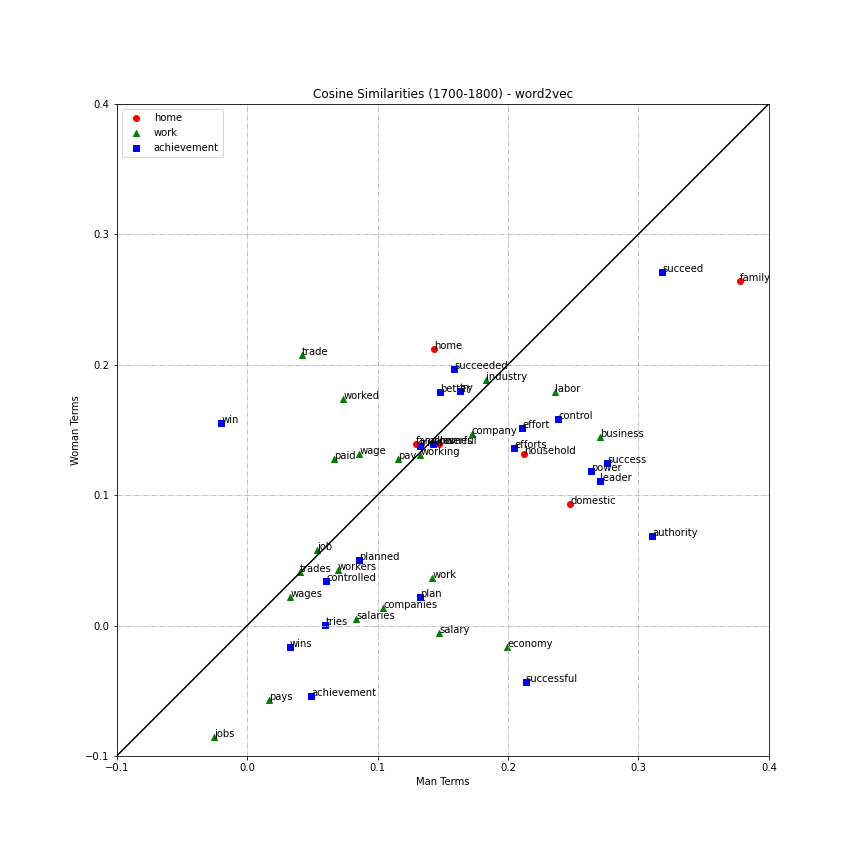 Cosine Similarities (1700-1800) - word2vec
0.4
home
work
achievement
0.3
succeed
family
trade
home
0.2
succeeded
industry
better
labor
worked
win
control
effort
company
business
efforts
household
working
wage
paid
pay
success
power
leader
0.1
domestic
authority
job
planned
trades
workers
controlled
work
wages
plan
companies
salaries
0.0
tries
salary
wins
economy
successful
achievement
pays
jobs
−0.1
−0.1 0.0 0.1 0.2 0.3 0.4
Man Terms
Woman Terms